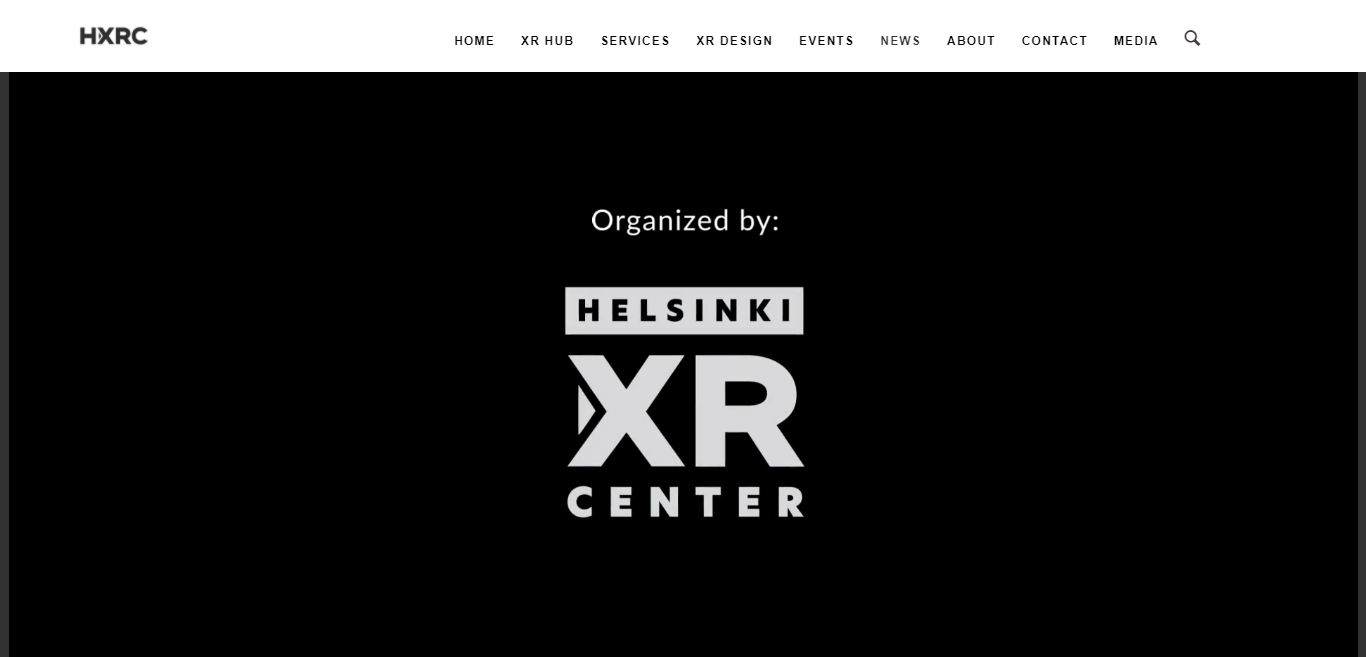 HXRC
HOME XR HUB SERVICES XR DESIGN EVENTS NEWS ABOUT CONTACT MEDIA
Organized by:
HELSINKI
XR
CENTER